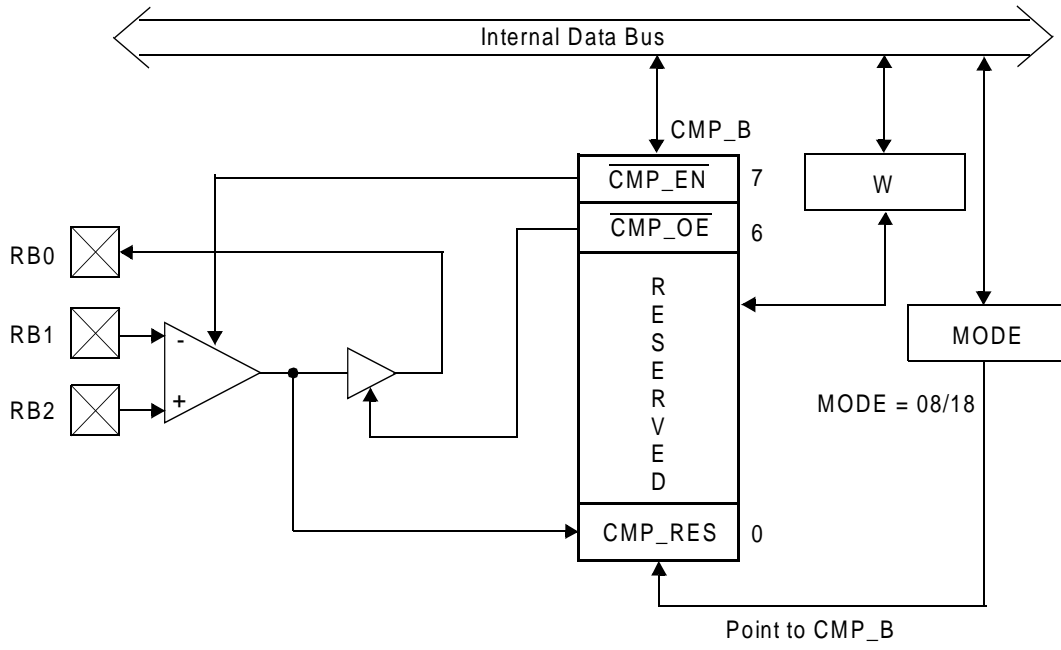 Internal Data Bus
CMP_B
CMP_EN 7
W
CMP_OE 6
RB0
RESERVED
RB1
-
MODE
RB2
+
MODE = 08/18
CMP_RES 0
Point to CMP_B